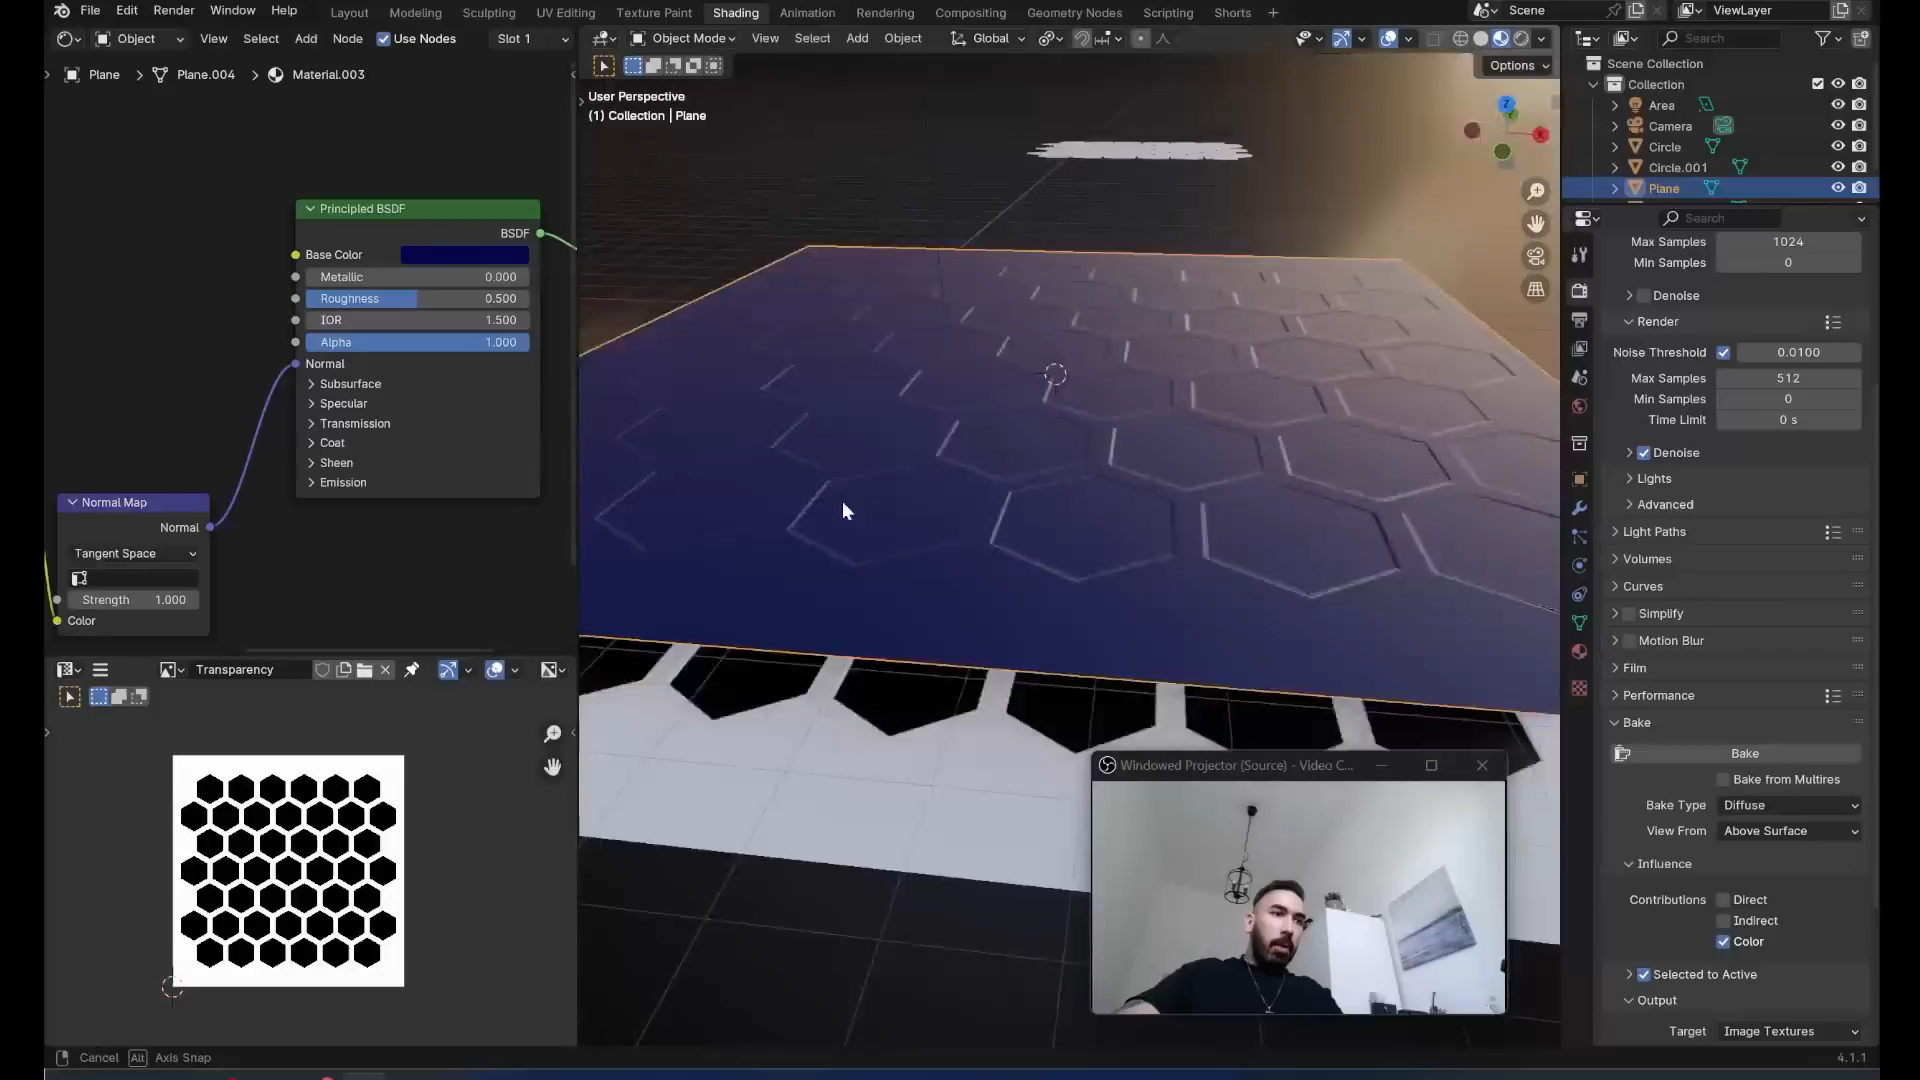 File Edit Render Window Help
Layout Modeling Sculpting UV Editing Texture Paint Shading Animation Rendering Compositing Geometry Nodes Scripting Shorts +
Scene
ViewLayer
Object View Select Add Node Use Nodes Slot 1
Object Mode View Select Add Object Global
Search
Options
Plane > Plane.004 > Material.003
User Perspective
(1) Collection | Plane
Z
X
Scene Collection
Collection
Area
Camera
Circle
Circle.001
Plane
Search
Principled BSDF
BSDF
Base Color
Metallic 0.000
Roughness 0.500
IOR 1.500
Alpha 1.000
Normal
Subsurface
Specular
Transmission
Coat
Sheen
Emission
Normal Map
Normal
Tangent Space
Strength 1.000
Color
Max Samples 1024
Min Samples 0
Denoise
Render
Noise Threshold 0.0100
Max Samples 512
Min Samples 0
Time Limit 0 s
Denoise
Lights
Advanced
Light Paths
Volumes
Curves
Simplify
Motion Blur
Film
Performance
Bake
Bake
Bake from Multires
Bake Type Diffuse
View From Above Surface
Influence
Contributions Direct
Indirect
Color
Selected to Active
Output
Target Image Textures
Transparency
Windowed Projector (Source) - Video C...
Cancel Alt Axis Snap
4.1.1